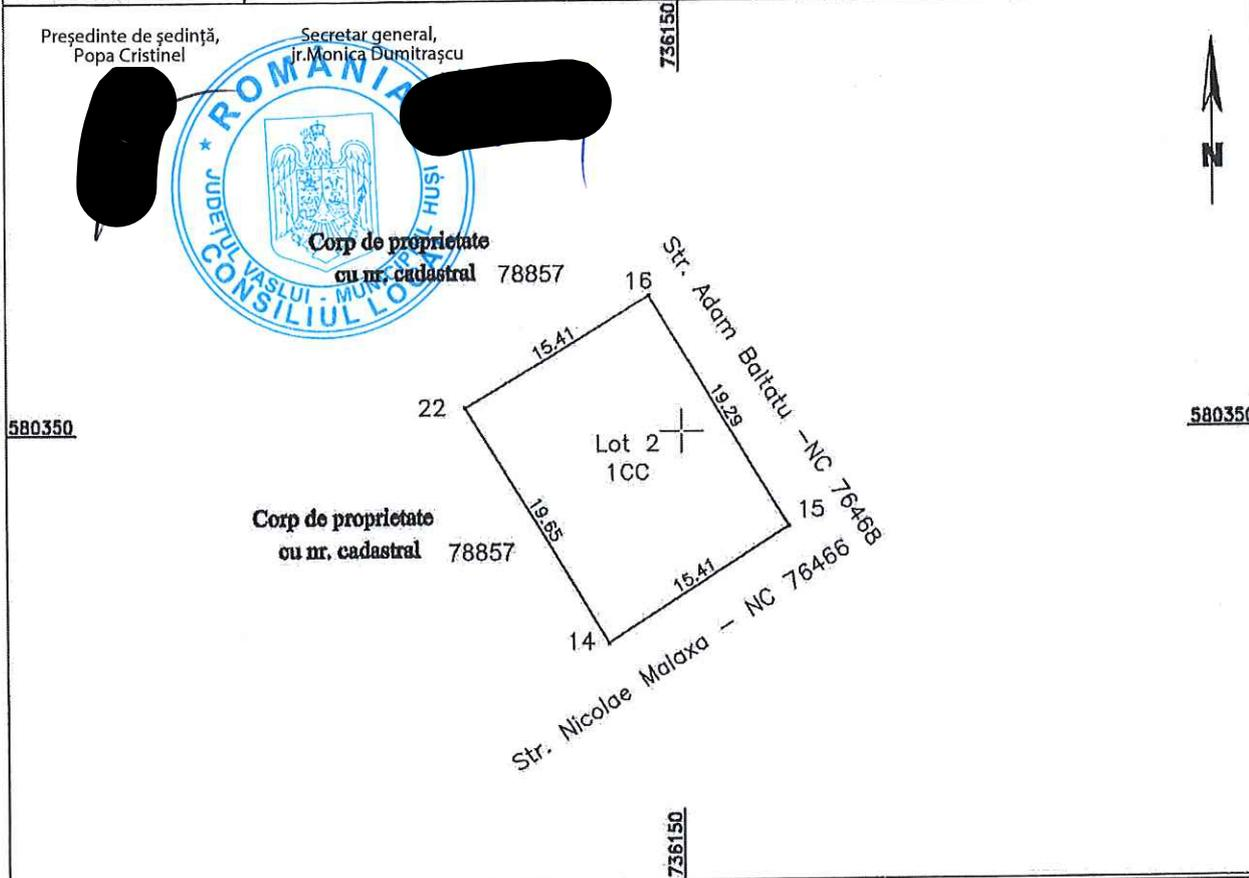 Președinte de ședință,
Popa Cristinel
Secretar general,
jr.Monica Dumitrașcu
736150
ROMÂNIA
JUDEȚUL VASLUI - MUNICIPIUL HUȘI
CONSILIUL LOCAL
N
Corp de proprietate
cu nr. cadastral 78857
16
Str. Adam Baltatu -NC 76468
15.41
22
19.29
580350
580350
Lot 2
1CC
15
Corp de proprietate
cu nr. cadastral 78857
19.65
15.41
14
Str. Nicolae Malaxa - NC 76466
736150